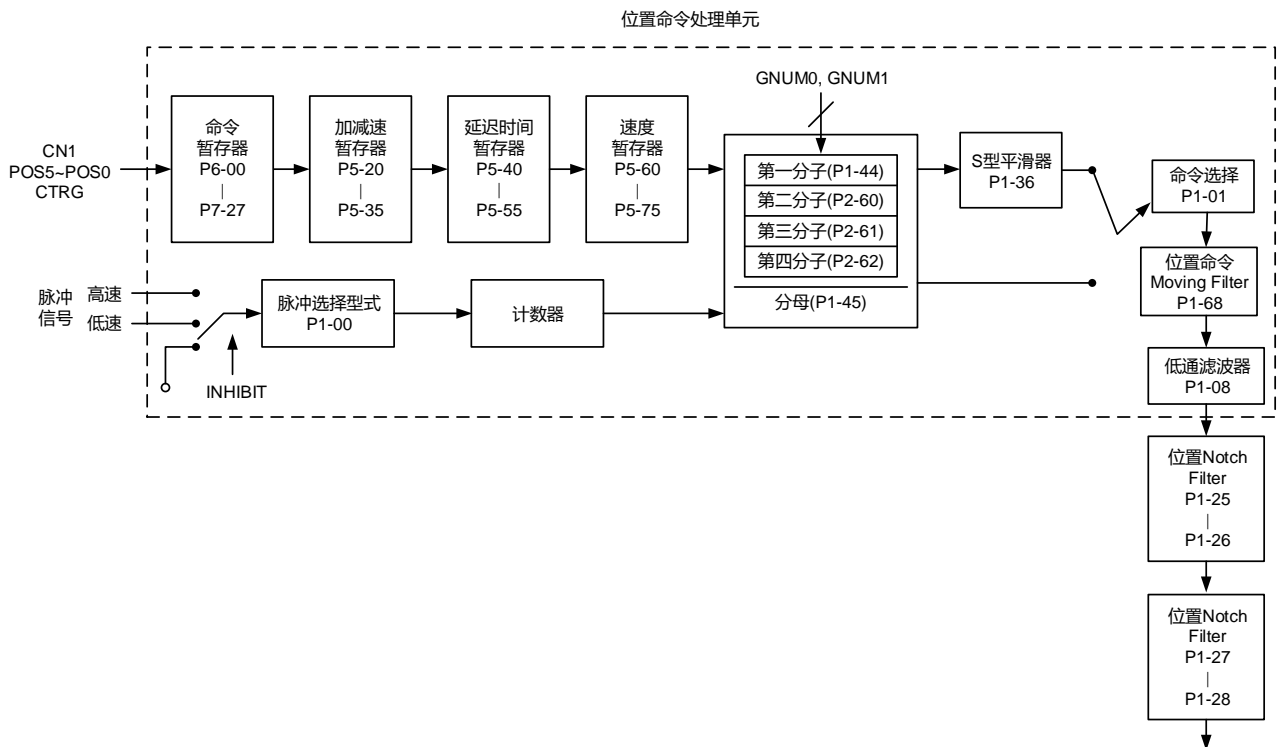 位置命令处理单元
CN1
POS5~POS0
CTRG
命令
暂存器
P6-00
|
P7-27
加减速
暂存器
P5-20
|
P5-35
延迟时间
暂存器
P5-40
|
P5-55
速度
暂存器
P5-60
|
P5-75
GNUM0, GNUM1
第一分子(P1-44)
第二分子(P2-60)
第三分子(P2-61)
第四分子(P2-62)
分母(P1-45)
S型平滑器
P1-36
命令选择
P1-01
位置命令
Moving Filter
P1-68
低通滤波器
P1-08
脉冲
信号
高速
低速
INHIBIT
脉冲选择型式
P1-00
计数器
位置Notch
Filter
P1-25
|
P1-26
位置Notch
Filter
P1-27
|
P1-28